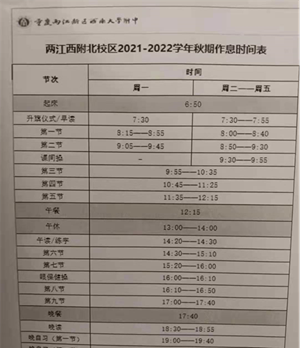 重庆两江新区西南大学附中
两江西附北校区2021-2022学年秋期作息时间表
节次 时间
周一 周二——周五
起床 6:50
升旗仪式/早读 7:30 7:30——7:55
第一节 8:15——8:55 8:00——8:40
第二节 9:05——9:45 8:50——9:30
课间操 - 9:30——9:55
第三节 9:55——10:35
第四节 10:45——11:25
第五节 11:35——12:15
午餐 12:15
午休 13:00——14:00
午读/练字 14:20——14:30
第六节 14:30——15:10
第七节 15:20——16:00
眼保健操 16:00——16:10
第八节 16:10——16:50
第九节 17:00——17:40
晚餐 17:40
晚读 18:30——18:55
晚自习（第一节） 19:00——19:40